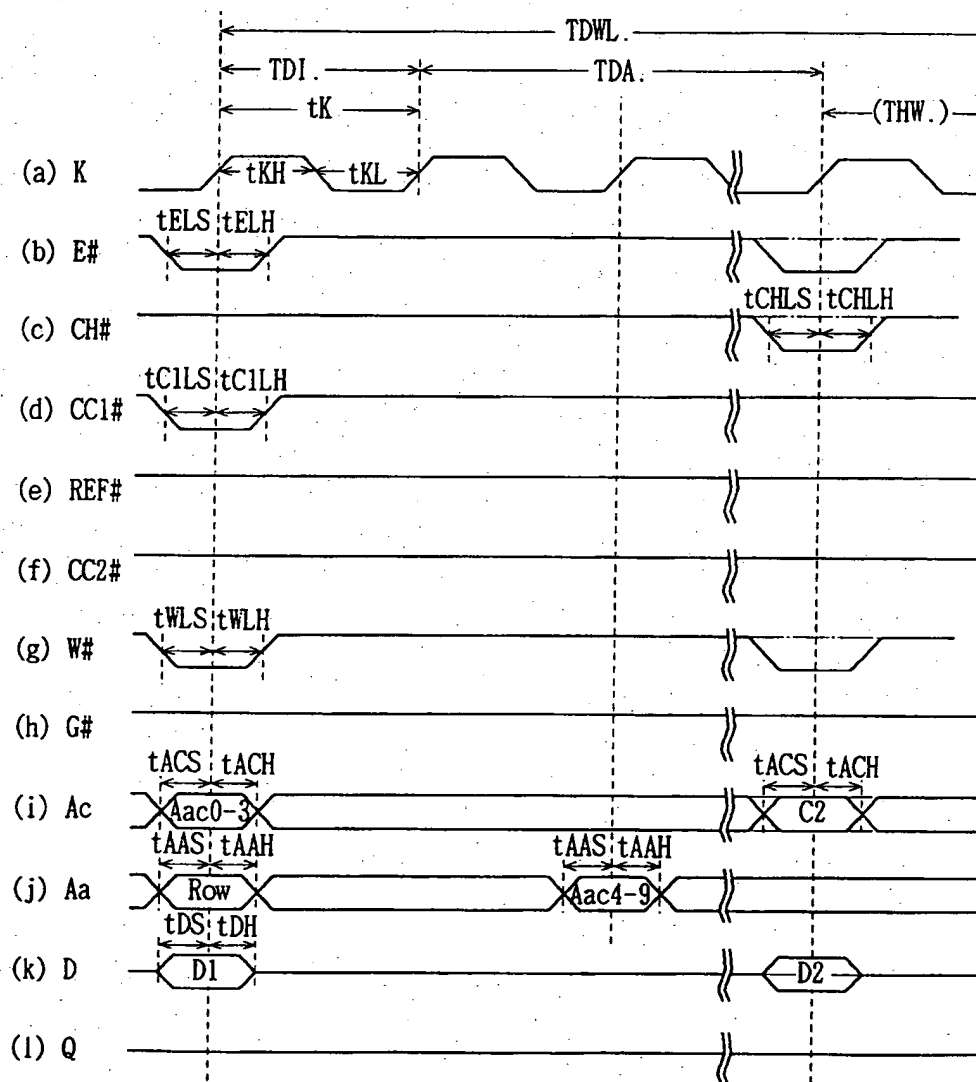 TDWL.
TDI. TDA.
tK (THW.)
(a) K tKH tKL
tELS tELH
(b) E#
tCHLS tCHLH
(c) CH#
tC1LS tC1LH
(d) CC1#
(e) REF#
(f) CC2#
tWLS tWLH
(g) W#
(h) G#
tACS tACH tACS tACH
(i) Ac Aac0-3 C2
tAAS tAAH tAAS tAAH
(j) Aa Row Aac4-9
tDS tDH
(k) D D1 D2
(l) Q